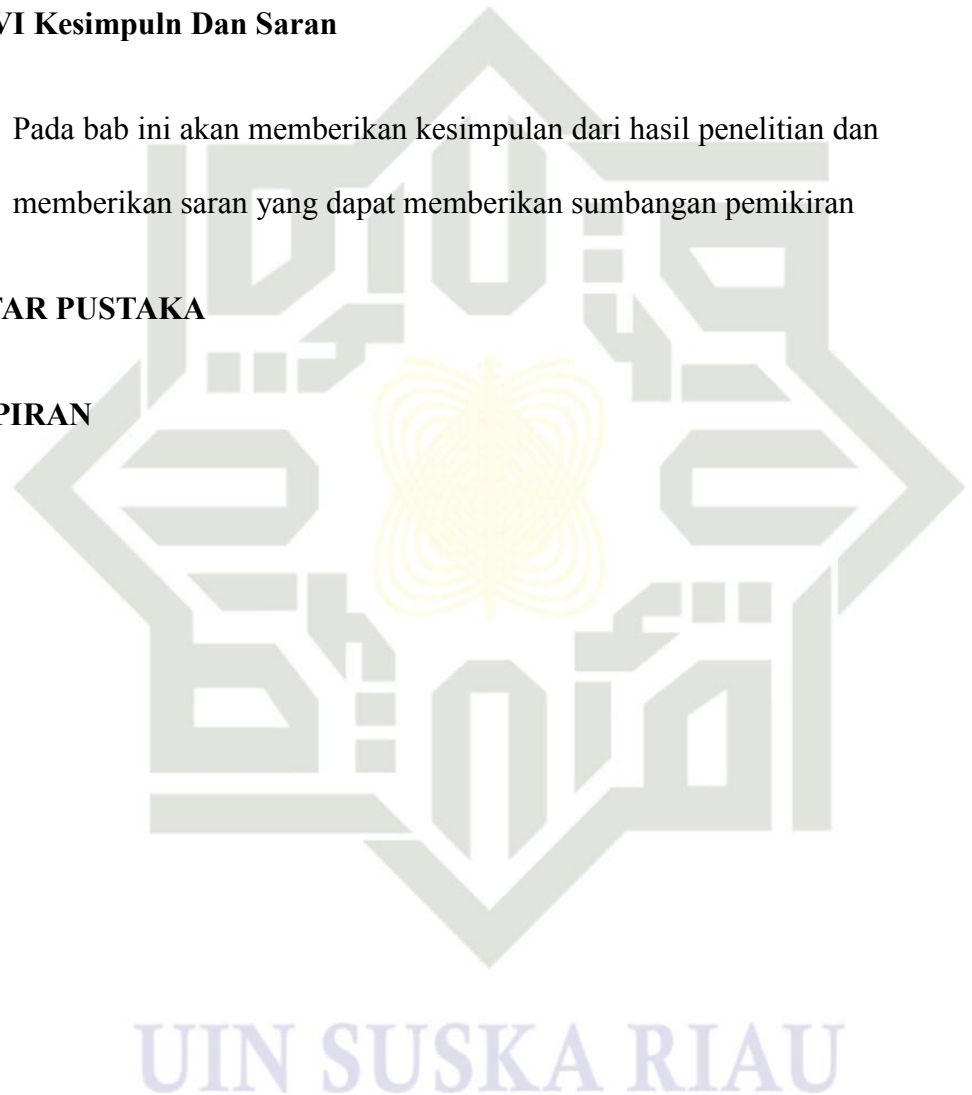 VI Kesimpuln Dan Saran
Pada bab ini akan memberikan kesimpulan dari hasil penelitian dan
memberikan saran yang dapat memberikan sumbangan pemikiran
TAR PUSTAKA
PIRAN
UIN SUSKA RIAU